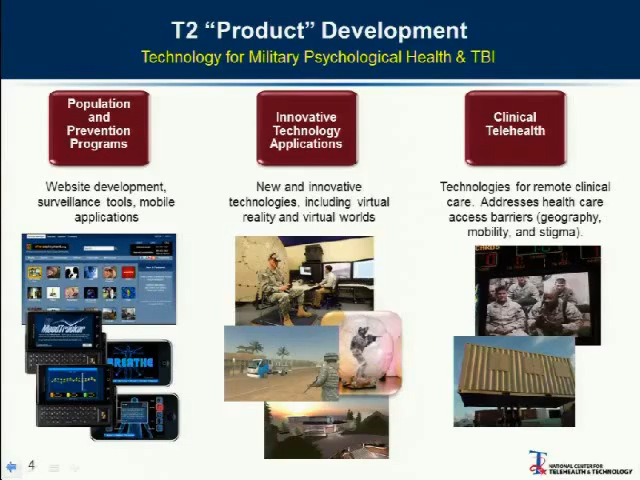 T2 “Product” Development
Technology for Military Psychological Health & TBI
Population
and
Prevention
Programs
Innovative
Technology
Applications
Clinical
Telehealth
Website development,
surveillance tools, mobile
applications
New and innovative
technologies, including virtual
reality and virtual worlds
Technologies for remote clinical
care. Addresses health care
access barriers (geography,
mobility, and stigma).
MoodTracker
BREATHE
4
NATIONAL CENTER FOR
TELEHEALTH & TECHNOLOGY